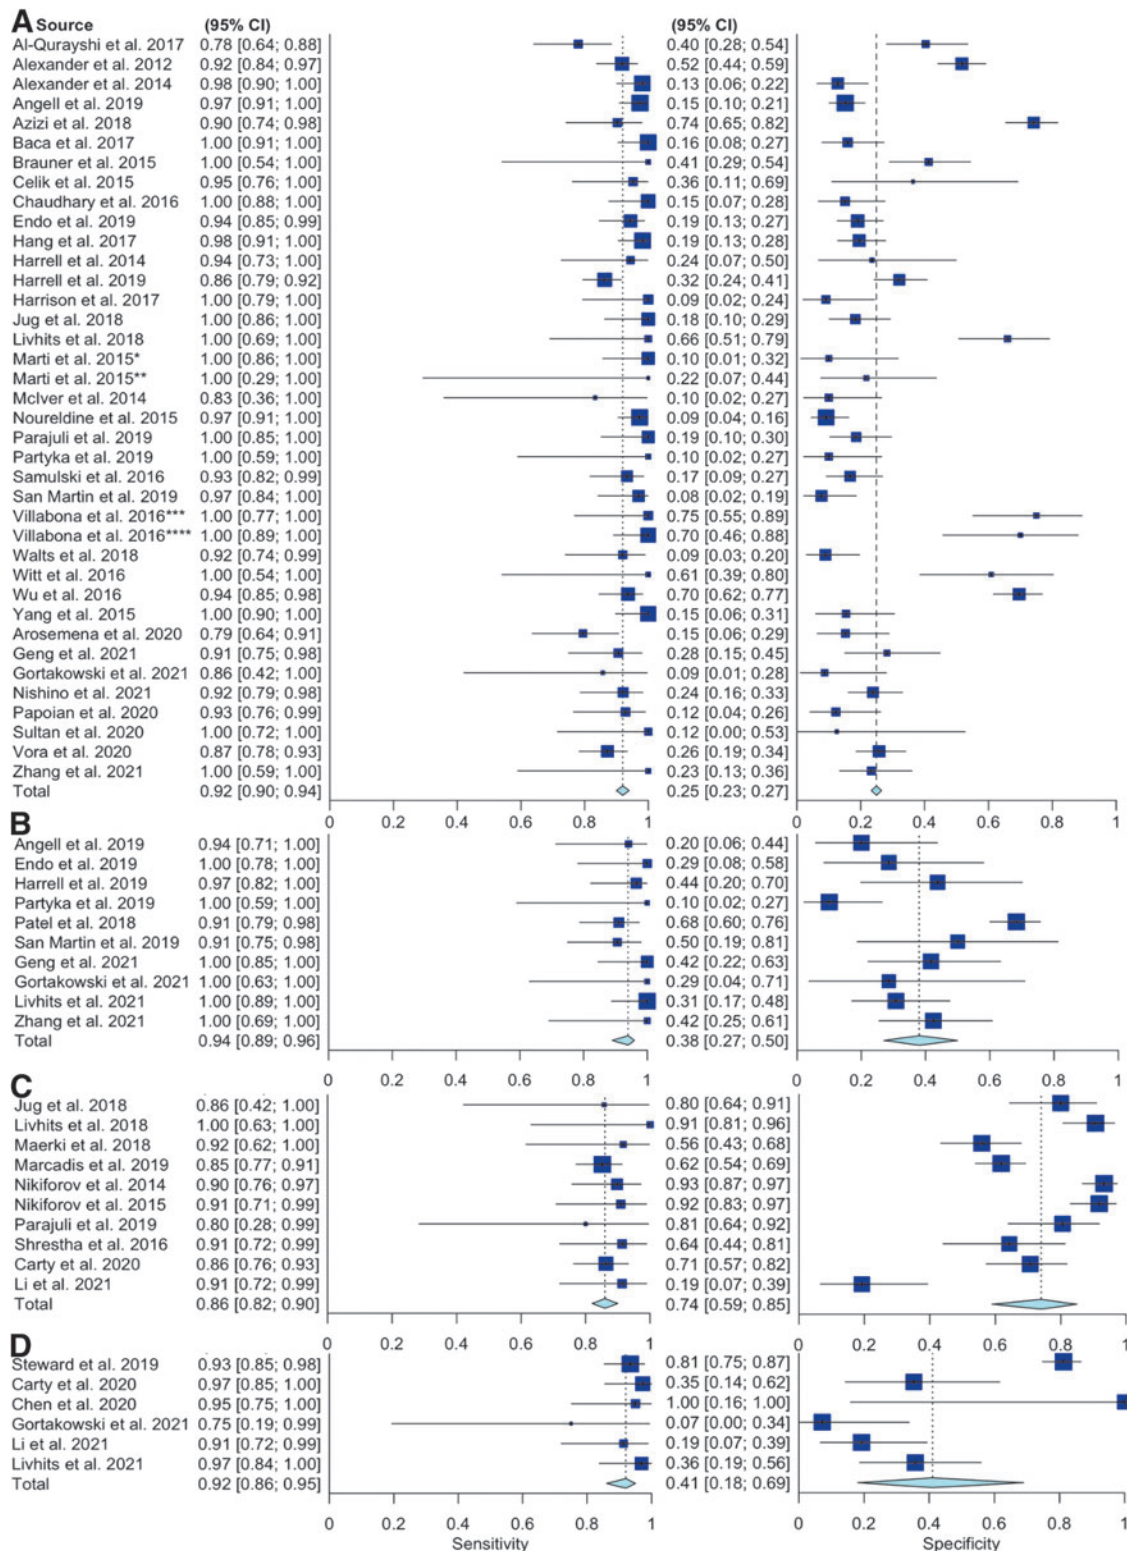 A Source (95% CI) (95% CI)
Al-Qurayshi et al. 2017 0.78 [0.64; 0.88] 0.40 [0.28; 0.54]
Alexander et al. 2012 0.92 [0.84; 0.97] 0.52 [0.44; 0.59]
Alexander et al. 2014 0.98 [0.90; 1.00] 0.13 [0.06; 0.22]
Angell et al. 2019 0.97 [0.91; 1.00] 0.15 [0.10; 0.21]
Azizi et al. 2018 0.90 [0.74; 0.98] 0.74 [0.65; 0.82]
Baca et al. 2017 1.00 [0.91; 1.00] 0.16 [0.08; 0.27]
Brauner et al. 2015 1.00 [0.54; 1.00] 0.41 [0.29; 0.54]
Celik et al. 2015 0.95 [0.76; 1.00] 0.36 [0.11; 0.69]
Chaudhary et al. 2016 1.00 [0.88; 1.00] 0.15 [0.07; 0.28]
Endo et al. 2019 0.94 [0.85; 0.99] 0.19 [0.13; 0.27]
Hang et al. 2017 0.98 [0.91; 1.00] 0.19 [0.13; 0.28]
Harrell et al. 2014 0.94 [0.73; 1.00] 0.24 [0.07; 0.50]
Harrell et al. 2019 0.86 [0.79; 0.92] 0.32 [0.24; 0.41]
Harrison et al. 2017 1.00 [0.79; 1.00] 0.09 [0.02; 0.24]
Jug et al. 2018 1.00 [0.86; 1.00] 0.18 [0.10; 0.29]
Livhits et al. 2018 1.00 [0.69; 1.00] 0.66 [0.51; 0.79]
Marti et al. 2015* 1.00 [0.86; 1.00] 0.10 [0.01; 0.32]
Marti et al. 2015** 1.00 [0.29; 1.00] 0.22 [0.07; 0.44]
McIver et al. 2014 0.83 [0.36; 1.00] 0.10 [0.02; 0.27]
Noureldine et al. 2015 0.97 [0.91; 1.00] 0.09 [0.04; 0.16]
Parajuli et al. 2019 1.00 [0.85; 1.00] 0.19 [0.10; 0.30]
Partyka et al. 2019 1.00 [0.59; 1.00] 0.10 [0.02; 0.27]
Samulski et al. 2016 0.93 [0.82; 0.99] 0.17 [0.09; 0.27]
San Martin et al. 2019 0.97 [0.84; 1.00] 0.08 [0.02; 0.19]
Villabona et al. 2016*** 1.00 [0.77; 1.00] 0.75 [0.55; 0.89]
Villabona et al. 2016**** 1.00 [0.89; 1.00] 0.70 [0.46; 0.88]
Walts et al. 2018 0.92 [0.74; 0.99] 0.09 [0.03; 0.20]
Witt et al. 2016 1.00 [0.54; 1.00] 0.61 [0.39; 0.80]
Wu et al. 2016 0.94 [0.85; 0.98] 0.70 [0.62; 0.77]
Yang et al. 2015 1.00 [0.90; 1.00] 0.15 [0.06; 0.31]
Arosemena et al. 2020 0.79 [0.64; 0.91] 0.15 [0.06; 0.29]
Geng et al. 2021 0.91 [0.75; 0.98] 0.28 [0.15; 0.45]
Gortakowski et al. 2021 0.86 [0.42; 1.00] 0.09 [0.01; 0.28]
Nishino et al. 2021 0.92 [0.79; 0.98] 0.24 [0.16; 0.33]
Papoian et al. 2020 0.93 [0.76; 0.99] 0.12 [0.04; 0.26]
Sultan et al. 2020 1.00 [0.72; 1.00] 0.12 [0.00; 0.53]
Vora et al. 2020 0.87 [0.78; 0.93] 0.26 [0.19; 0.34]
Zhang et al. 2021 1.00 [0.59; 1.00] 0.23 [0.13; 0.36]
Total 0.92 [0.90; 0.94] 0.25 [0.23; 0.27]
0 0.2 0.4 0.6 0.8 1 0 0.2 0.4 0.6 0.8 1
B
Angell et al. 2019 0.94 [0.71; 1.00] 0.20 [0.06; 0.44]
Endo et al. 2019 1.00 [0.78; 1.00] 0.29 [0.08; 0.58]
Harrell et al. 2019 0.97 [0.82; 1.00] 0.44 [0.20; 0.70]
Partyka et al. 2019 1.00 [0.59; 1.00] 0.10 [0.02; 0.27]
Patel et al. 2018 0.91 [0.79; 0.98] 0.68 [0.60; 0.76]
San Martin et al. 2019 0.91 [0.75; 0.98] 0.50 [0.19; 0.81]
Geng et al. 2021 1.00 [0.85; 1.00] 0.42 [0.22; 0.63]
Gortakowski et al. 2021 1.00 [0.63; 1.00] 0.29 [0.04; 0.71]
Livhits et al. 2021 1.00 [0.89; 1.00] 0.31 [0.17; 0.48]
Zhang et al. 2021 1.00 [0.69; 1.00] 0.42 [0.25; 0.61]
Total 0.94 [0.89; 0.96] 0.38 [0.27; 0.50]
0 0.2 0.4 0.6 0.8 1 0 0.2 0.4 0.6 0.8 1
C
Jug et al. 2018 0.86 [0.42; 1.00] 0.80 [0.64; 0.91]
Livhits et al. 2018 1.00 [0.63; 1.00] 0.91 [0.81; 0.96]
Maerki et al. 2018 0.92 [0.62; 1.00] 0.56 [0.43; 0.68]
Marcadis et al. 2019 0.85 [0.77; 0.91] 0.62 [0.54; 0.69]
Nikiforov et al. 2014 0.90 [0.76; 0.97] 0.93 [0.87; 0.97]
Nikiforov et al. 2015 0.91 [0.71; 0.99] 0.92 [0.83; 0.97]
Parajuli et al. 2019 0.80 [0.28; 0.99] 0.81 [0.64; 0.92]
Shrestha et al. 2016 0.91 [0.72; 0.99] 0.64 [0.44; 0.81]
Carty et al. 2020 0.86 [0.76; 0.93] 0.71 [0.57; 0.82]
Li et al. 2021 0.91 [0.72; 0.99] 0.19 [0.07; 0.39]
Total 0.86 [0.82; 0.90] 0.74 [0.59; 0.85]
0 0.2 0.4 0.6 0.8 1 0 0.2 0.4 0.6 0.8 1
D
Steward et al. 2019 0.93 [0.85; 0.98] 0.81 [0.75; 0.87]
Carty et al. 2020 0.97 [0.85; 1.00] 0.35 [0.14; 0.62]
Chen et al. 2020 0.95 [0.75; 1.00] 1.00 [0.16; 1.00]
Gortakowski et al. 2021 0.75 [0.19; 0.99] 0.07 [0.00; 0.34]
Li et al. 2021 0.91 [0.72; 0.99] 0.19 [0.07; 0.39]
Livhits et al. 2021 0.97 [0.84; 1.00] 0.36 [0.19; 0.56]
Total 0.92 [0.86; 0.95] 0.41 [0.18; 0.69]
0 0.2 0.4 0.6 0.8 1 0 0.2 0.4 0.6 0.8 1
Sensitivity Specificity